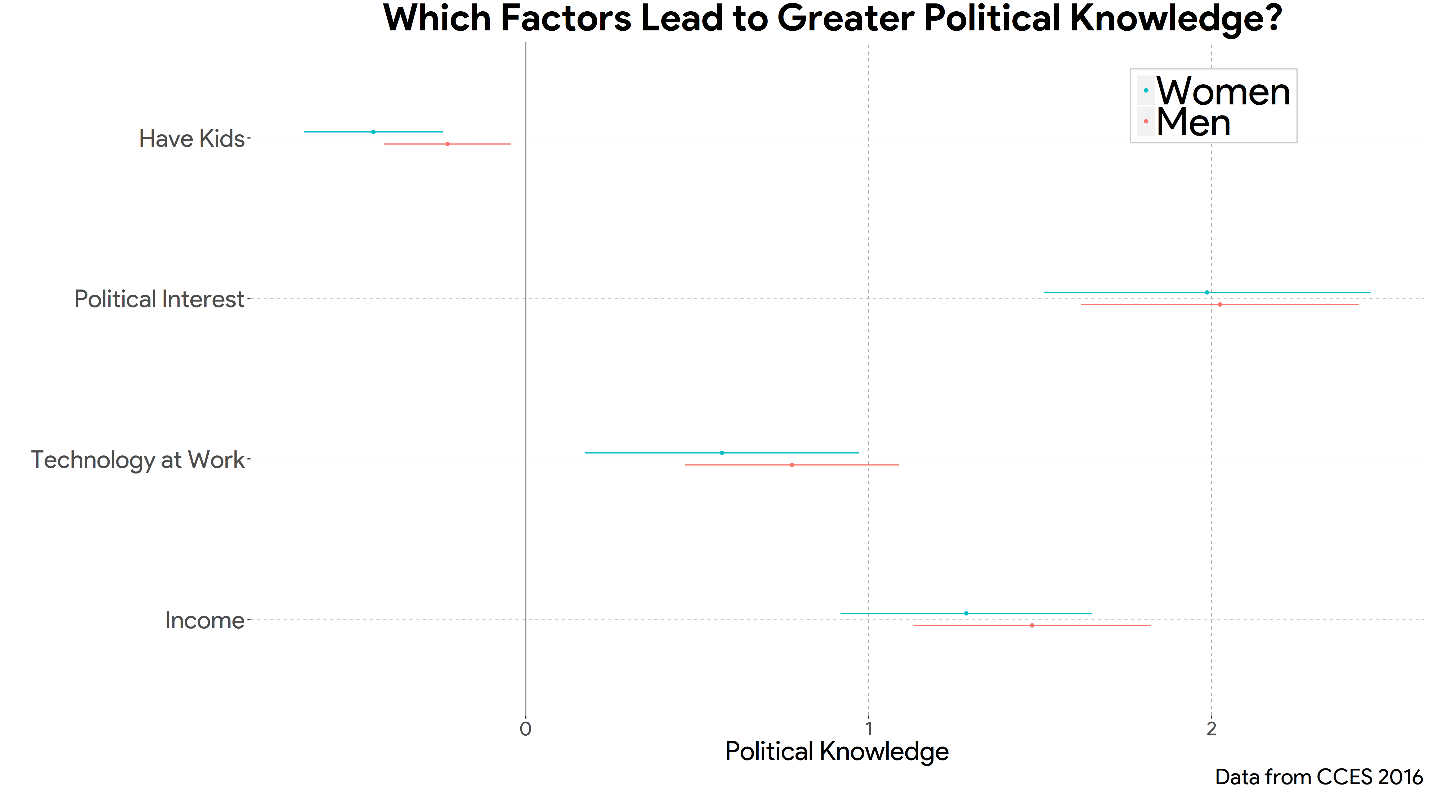 Which Factors Lead to Greater Political Knowledge?
Women
Men
Have Kids
Political Interest
Technology at Work
Income
0
1
2
Political Knowledge
Data from CCES 2016